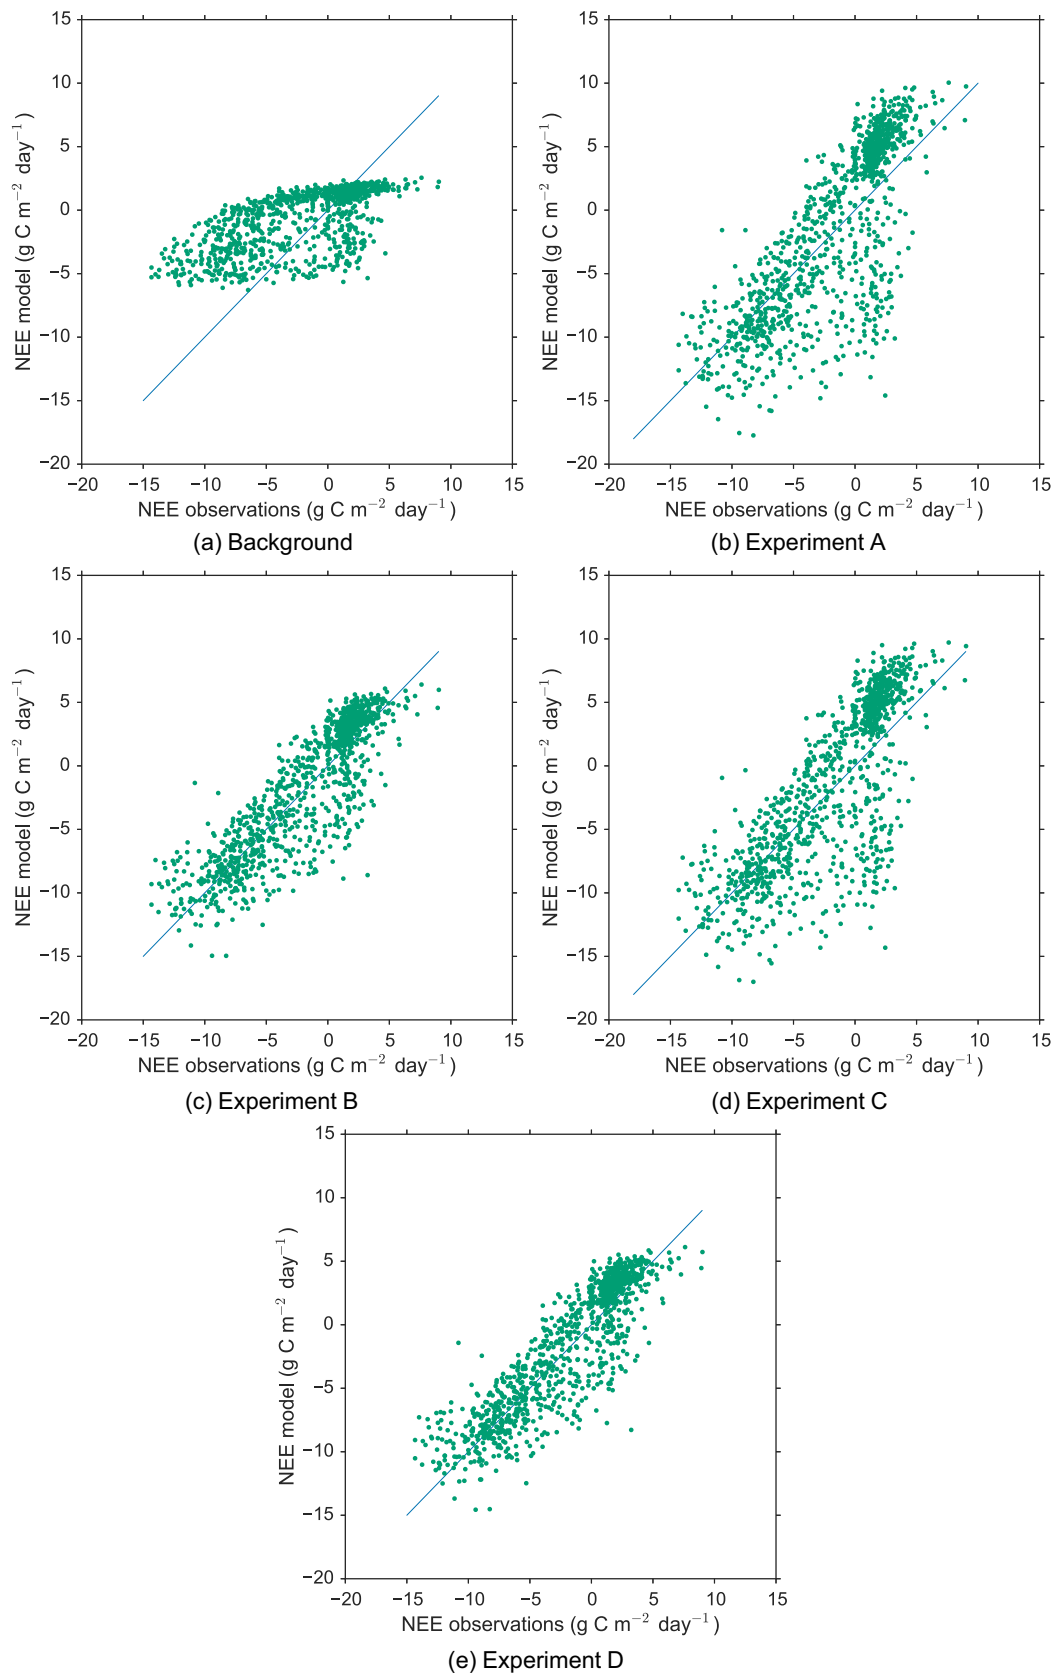 15
10
5
0
−5
−10
−15
−20
−20 −15 −10 −5 0 5 10 15
NEE model (g C m⁻² day⁻¹)
NEE observations (g C m⁻² day⁻¹)
(a) Background
15
10
5
0
−5
−10
−15
−20
−20 −15 −10 −5 0 5 10 15
NEE model (g C m⁻² day⁻¹)
NEE observations (g C m⁻² day⁻¹)
(b) Experiment A
15
10
5
0
−5
−10
−15
−20
−20 −15 −10 −5 0 5 10 15
NEE model (g C m⁻² day⁻¹)
NEE observations (g C m⁻² day⁻¹)
(c) Experiment B
15
10
5
0
−5
−10
−15
−20
−20 −15 −10 −5 0 5 10 15
NEE model (g C m⁻² day⁻¹)
NEE observations (g C m⁻² day⁻¹)
(d) Experiment C
15
10
5
0
−5
−10
−15
−20
−20 −15 −10 −5 0 5 10 15
NEE model (g C m⁻² day⁻¹)
NEE observations (g C m⁻² day⁻¹)
(e) Experiment D